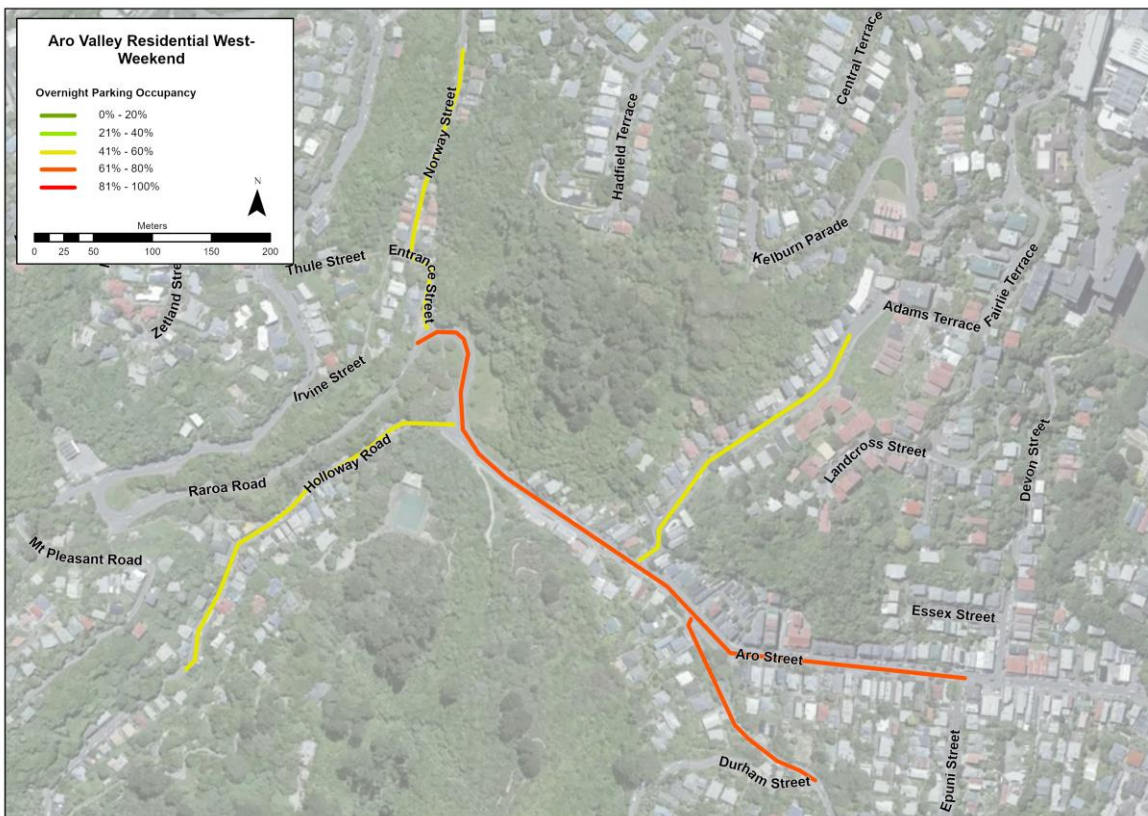 Aro Valley Residential West-
Weekend
Overnight Parking Occupancy
0% - 20%
21% - 40%
41% - 60%
61% - 80%
81% - 100%
N
Meters
0 25 50 100 150 200
Norway Street
Hadfield Terrace
Central Terrace
Entrance Street
Thule Street
Kelburn Parade
Zetland Stre
Adams Terrace
Fairlie Terrace
Irvine Street
Holloway Road
Landcross Street
Devon Street
Raroa Road
Mt Pleasant Road
Essex Street
Aro Street
Durham Street
Epuni Street